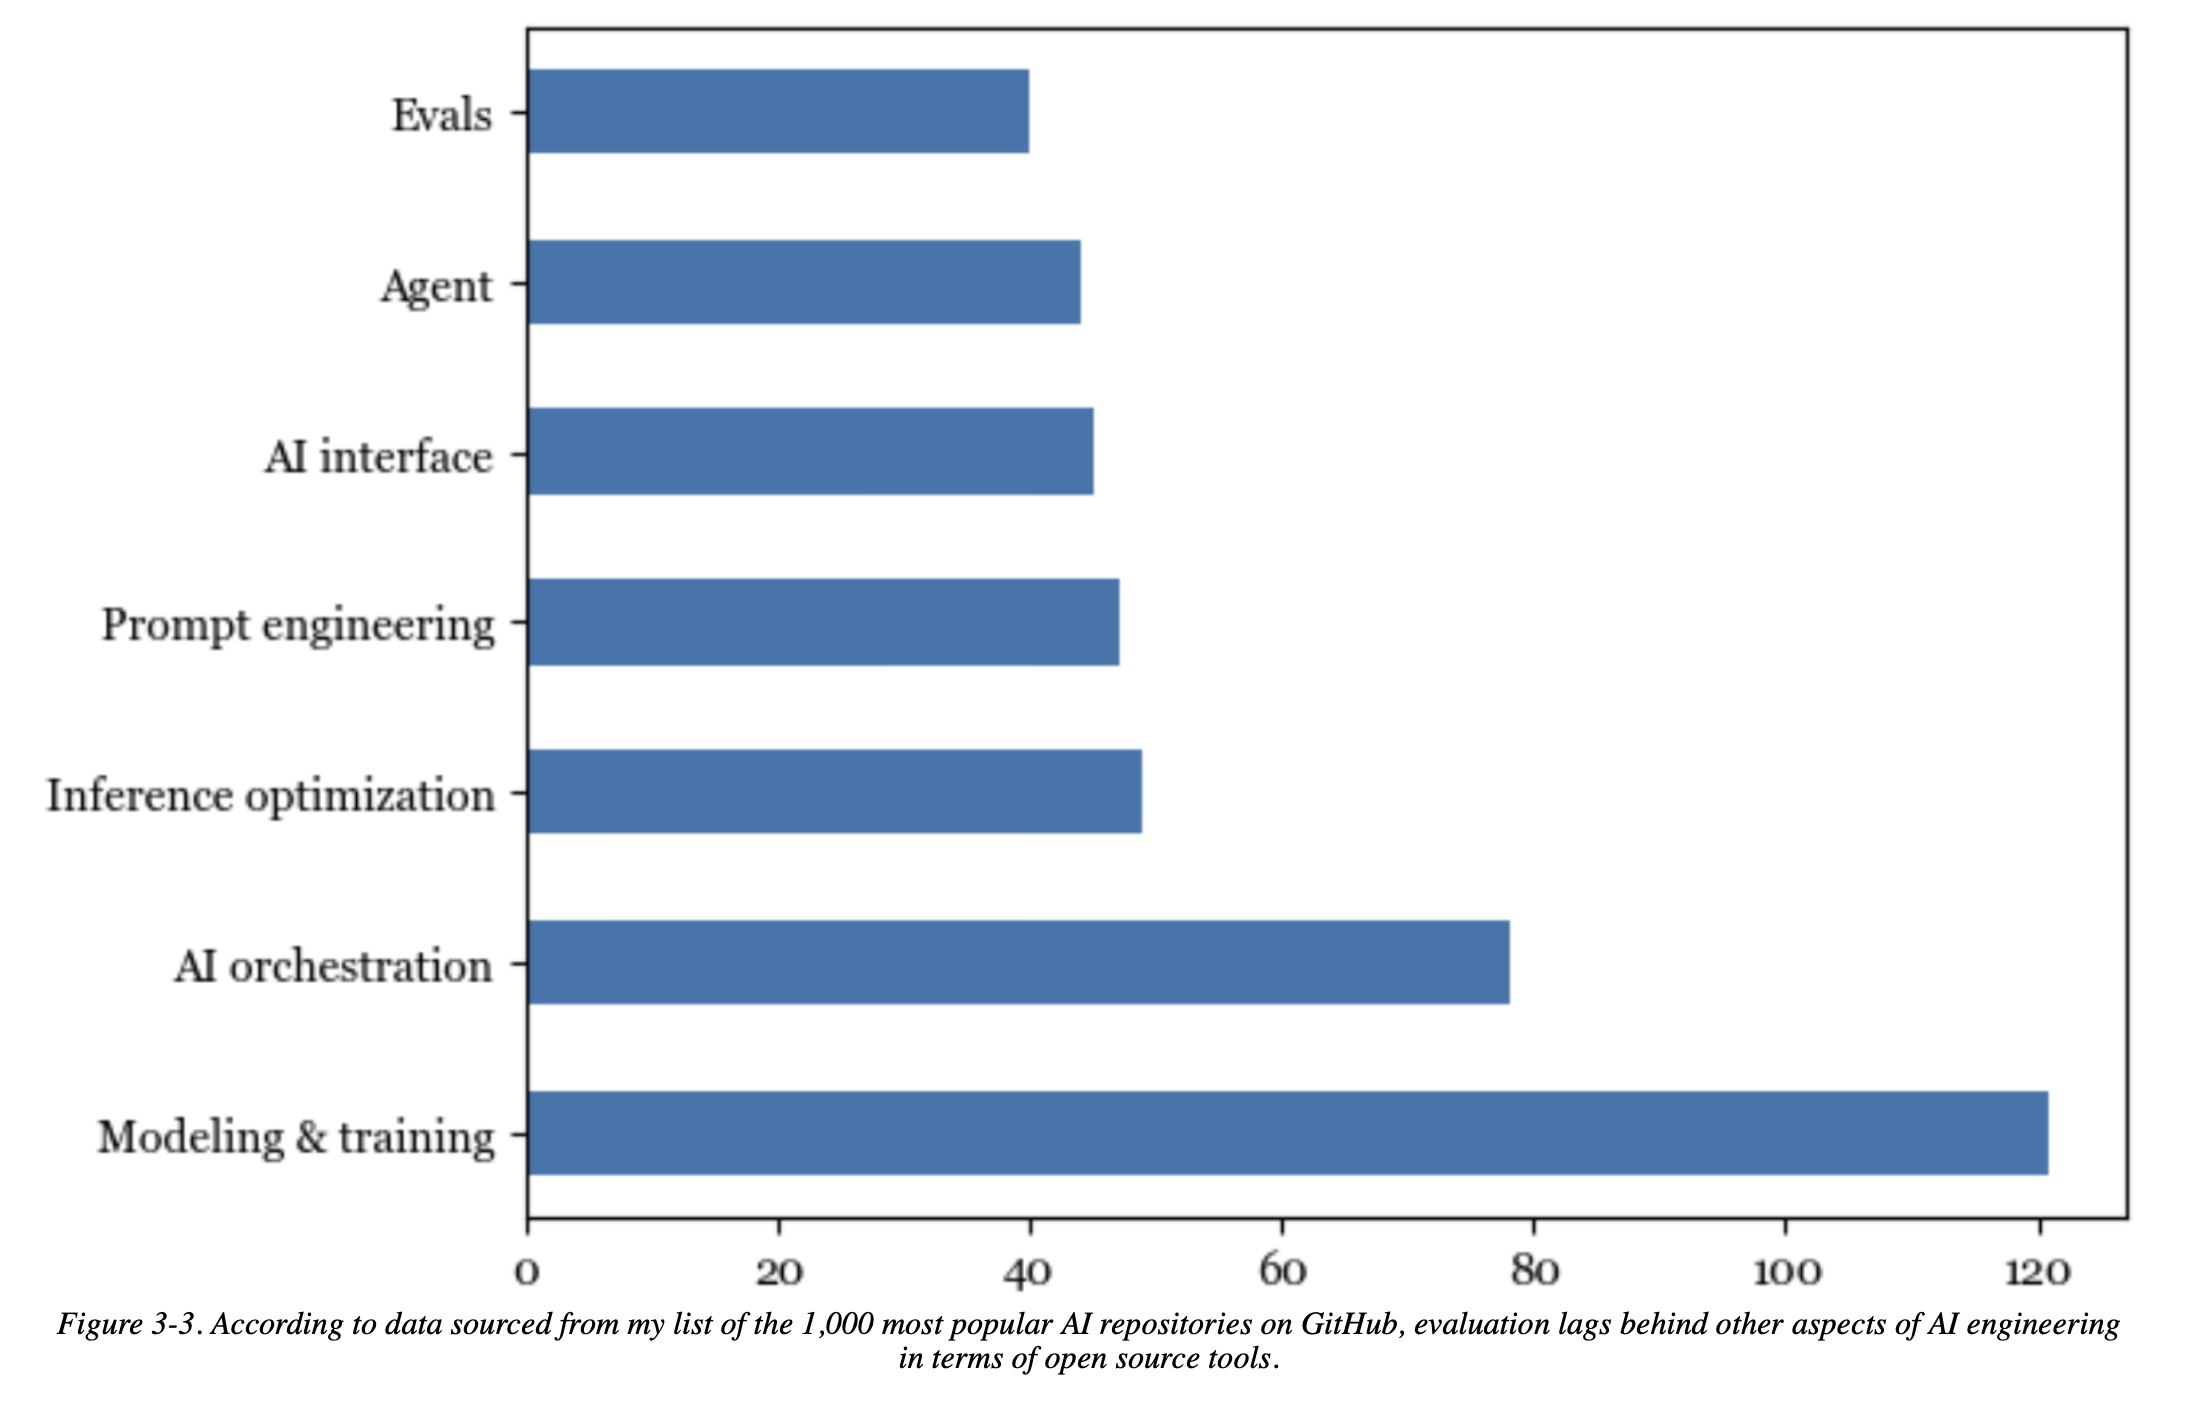 Evals
Agent
AI interface
Prompt engineering
Inference optimization
AI orchestration
Modeling & training
0 20 40 60 80 100 120
Figure 3-3. According to data sourced from my list of the 1,000 most popular AI repositories on GitHub, evaluation lags behind other aspects of AI engineering
in terms of open source tools.